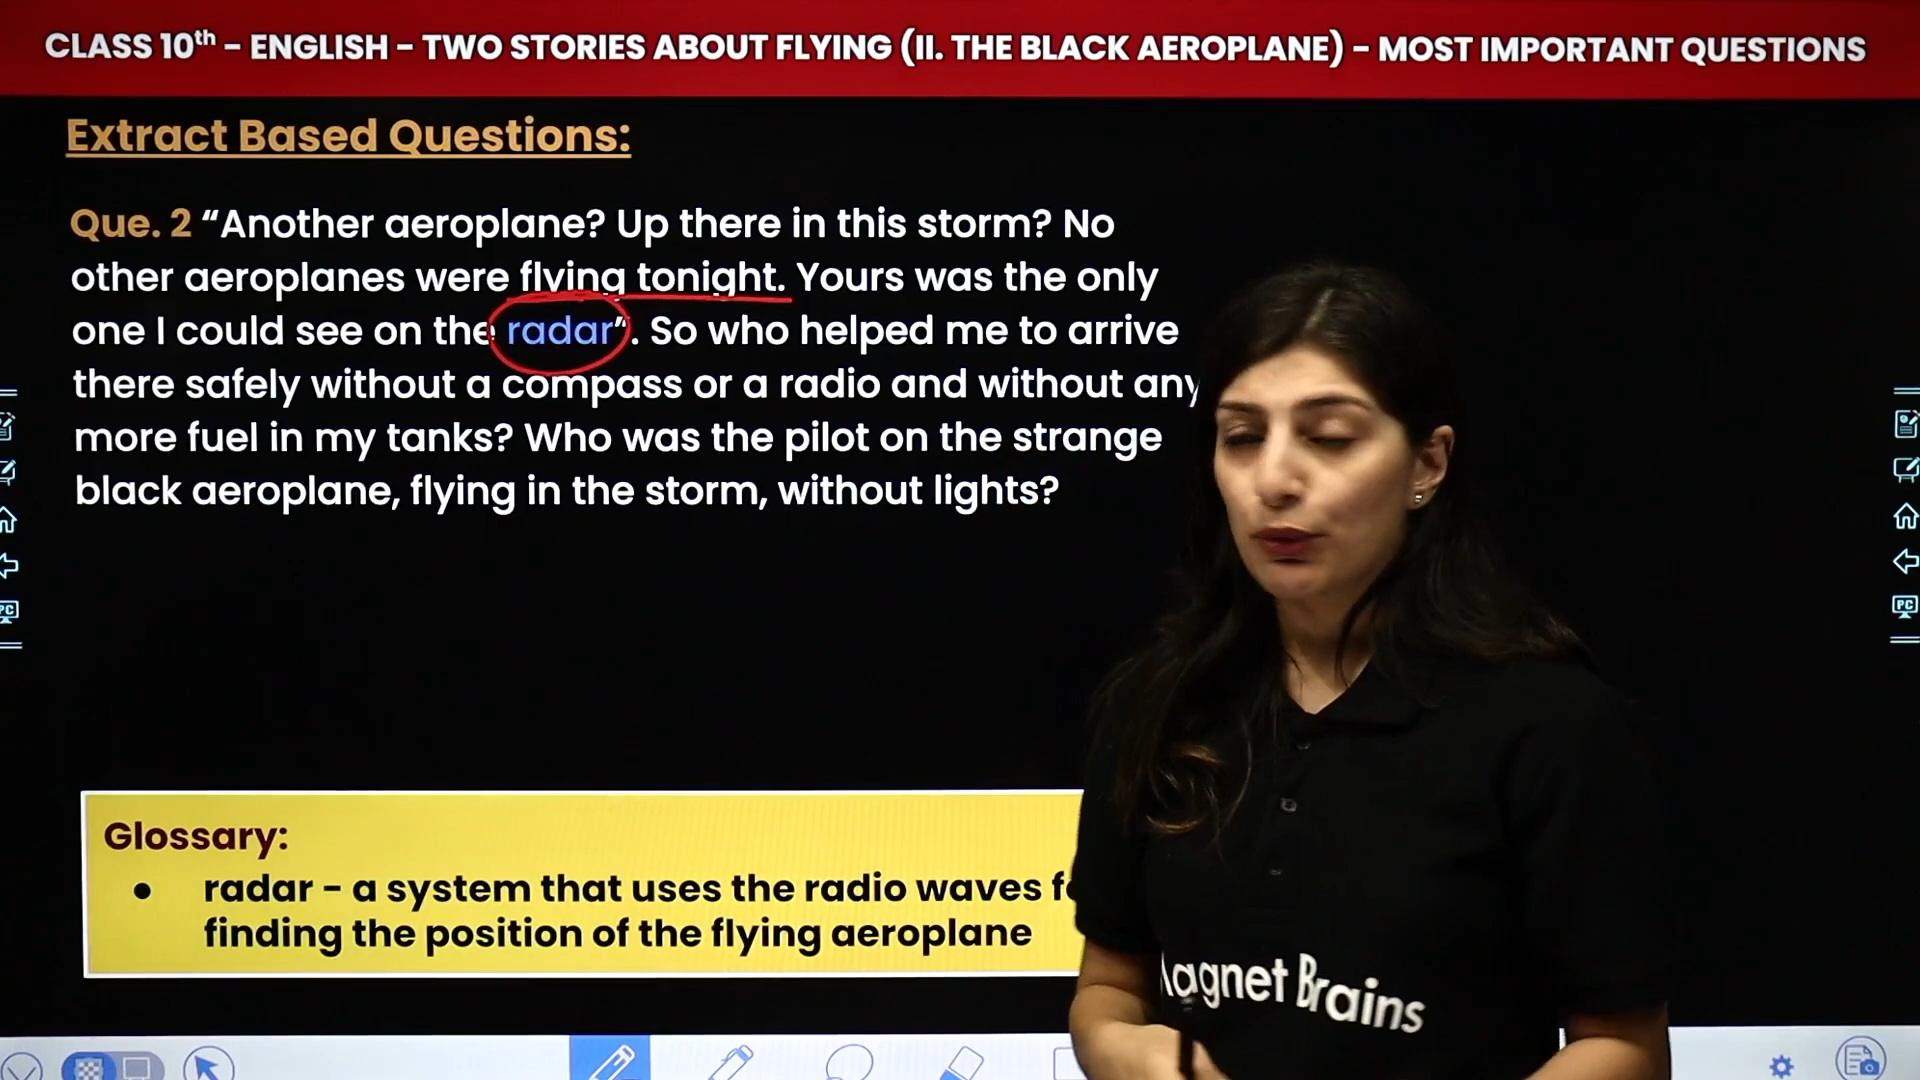 CLASS 10th – ENGLISH – TWO STORIES ABOUT FLYING (II. THE BLACK AEROPLANE) – MOST IMPORTANT QUESTIONS
Extract Based Questions:
Que. 2 “Another aeroplane? Up there in this storm? No
other aeroplanes were flying tonight. Yours was the only
one I could see on the radar”. So who helped me to arrive
there safely without a compass or a radio and without any
more fuel in my tanks? Who was the pilot on the strange
black aeroplane, flying in the storm, without lights?
Glossary:
● radar – a system that uses the radio waves
finding the position of the flying aeroplane
Magnet Brains
PC
PC